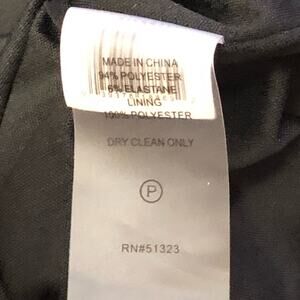 MADE IN CHINA
94% POLYESTER
6% ELASTANE
LINING
100% POLYESTER
DRY CLEAN ONLY
P
RN#51323